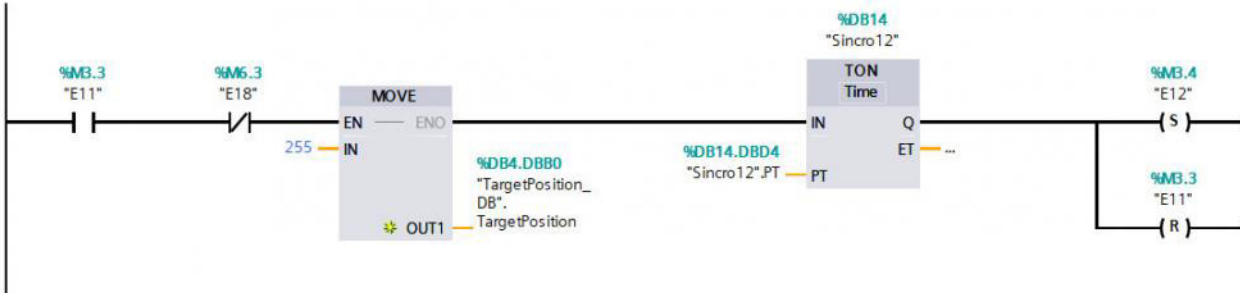 %DB14
"Sincro12"
%M3.3
"E11"
%M6.3
"E18"
MOVE
EN
ENO
255
IN
%DB4.DBB0
"TargetPosition_
DB".
TargetPosition
OUT1
TON
Time
IN
Q
ET
...
%DB14.DBD4
"Sincro12".PT
PT
%M3.4
"E12"
( S )
%M3.3
"E11"
( R )